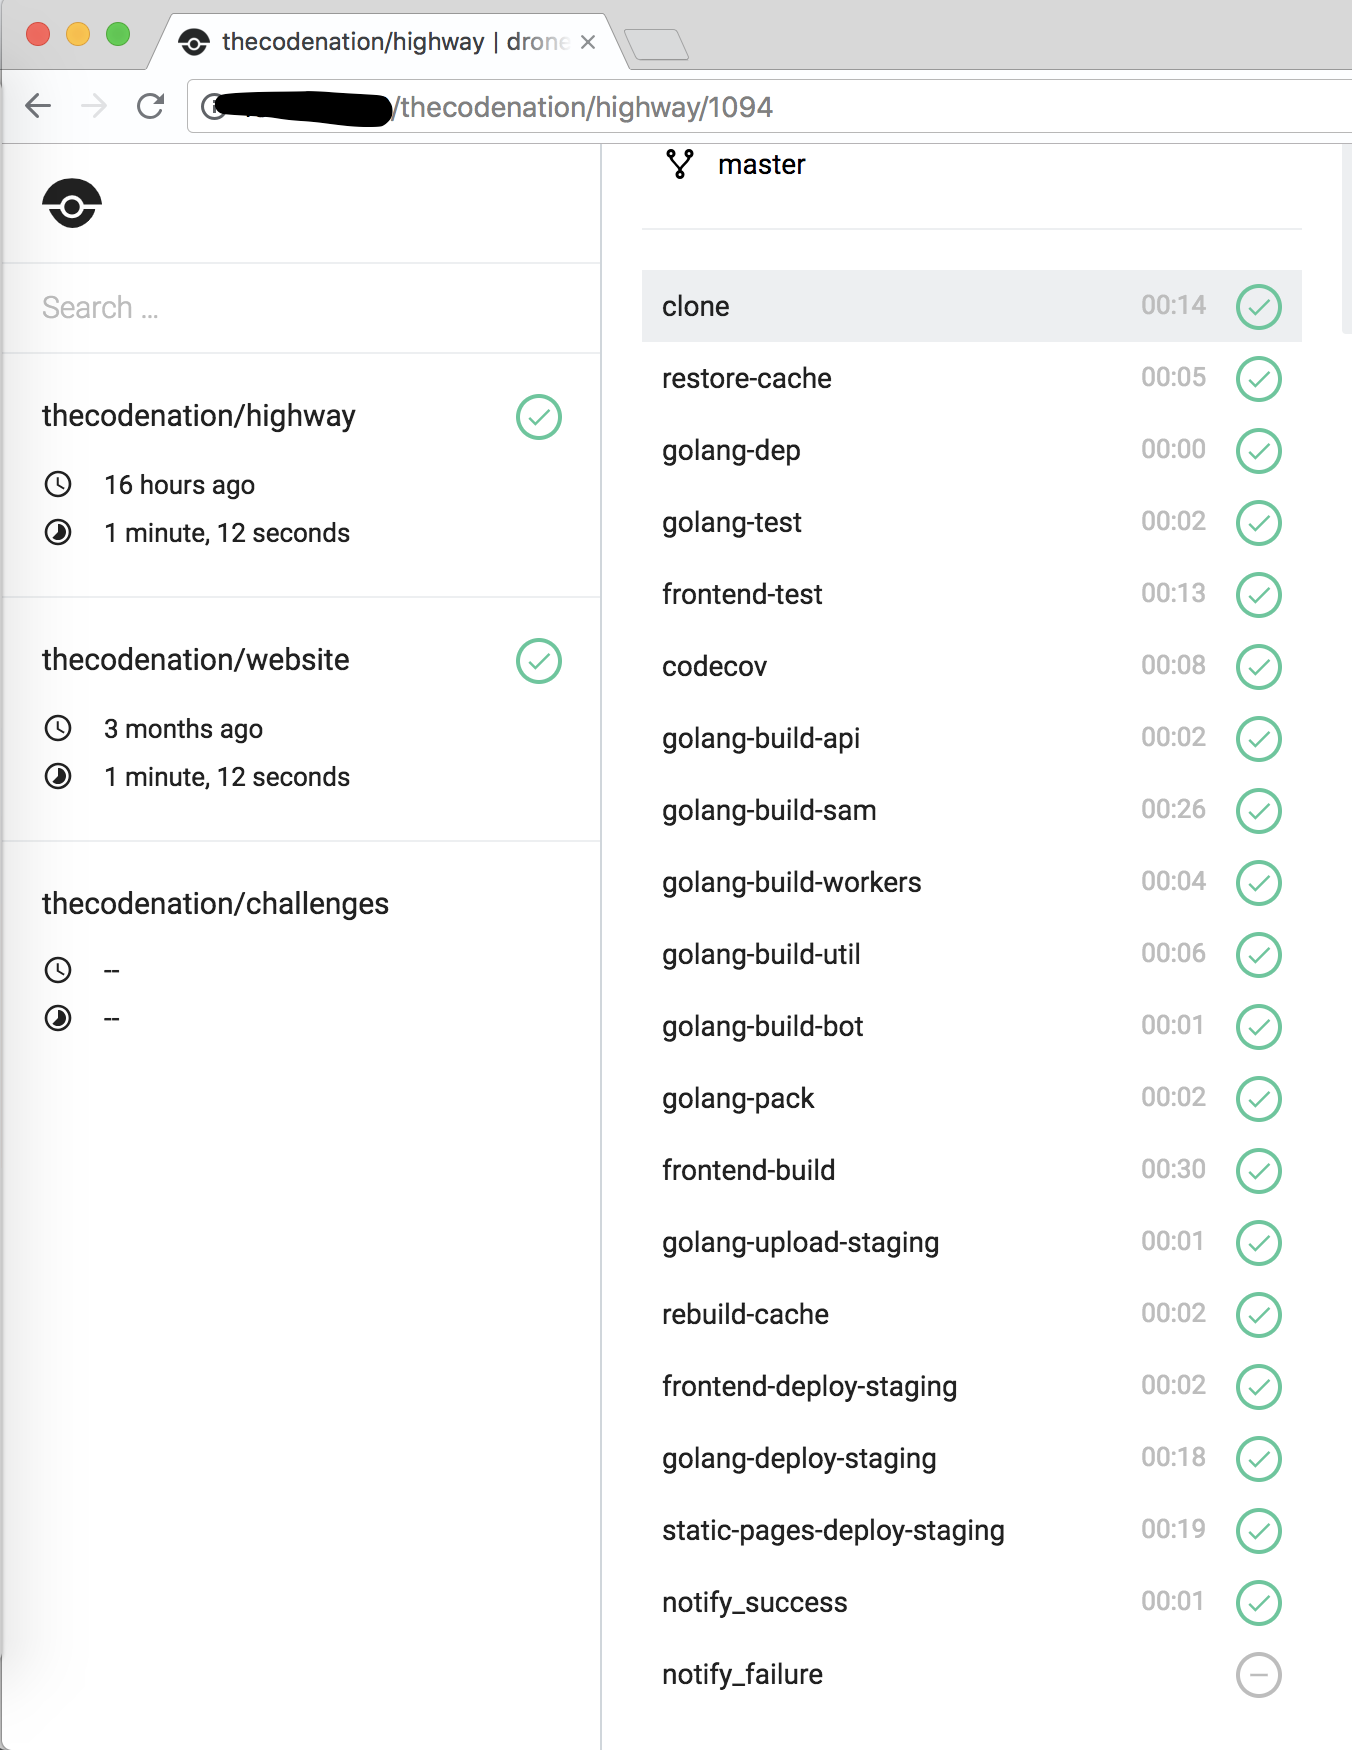 thecodenation/highway | drone
/thecodenation/highway/1094
Search ...
thecodenation/highway
16 hours ago
1 minute, 12 seconds
thecodenation/website
3 months ago
1 minute, 12 seconds
thecodenation/challenges
--
--
master
clone 00:14
restore-cache 00:05
golang-dep 00:00
golang-test 00:02
frontend-test 00:13
codecov 00:08
golang-build-api 00:02
golang-build-sam 00:26
golang-build-workers 00:04
golang-build-util 00:06
golang-build-bot 00:01
golang-pack 00:02
frontend-build 00:30
golang-upload-staging 00:01
rebuild-cache 00:02
frontend-deploy-staging 00:02
golang-deploy-staging 00:18
static-pages-deploy-staging 00:19
notify_success 00:01
notify_failure